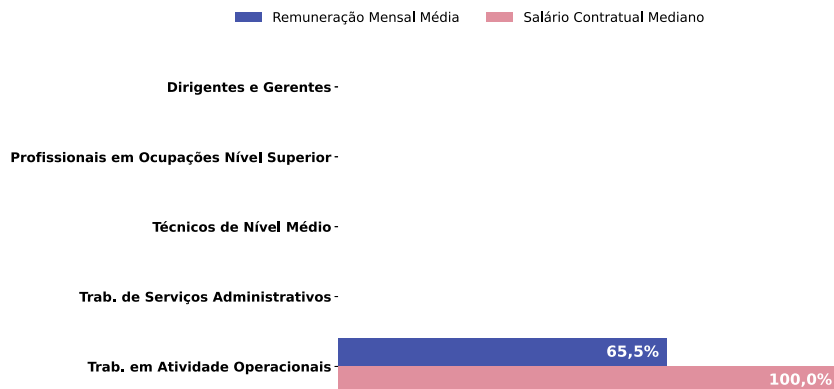 Remuneração Mensal Média Salário Contratual Mediano
Dirigentes e Gerentes
Profissionais em Ocupações Nível Superior
Técnicos de Nível Médio
Trab. de Serviços Administrativos
65,5%
Trab. em Atividade Operacionais
100,0%